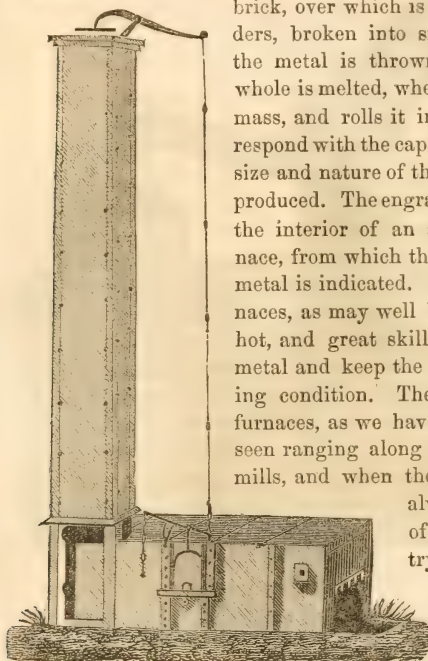 brick, over which is
ders, broken into s
the metal is throw
whole is melted, whe
mass, and rolls it i
respond with the cap
size and nature of th
produced. The engra
the interior of an
nace, from which th
metal is indicated.
naces, as may well
hot, and great skill
metal and keep the
ing condition. The
furnaces, as we hav
seen ranging along
mills, and when the
al
of
try